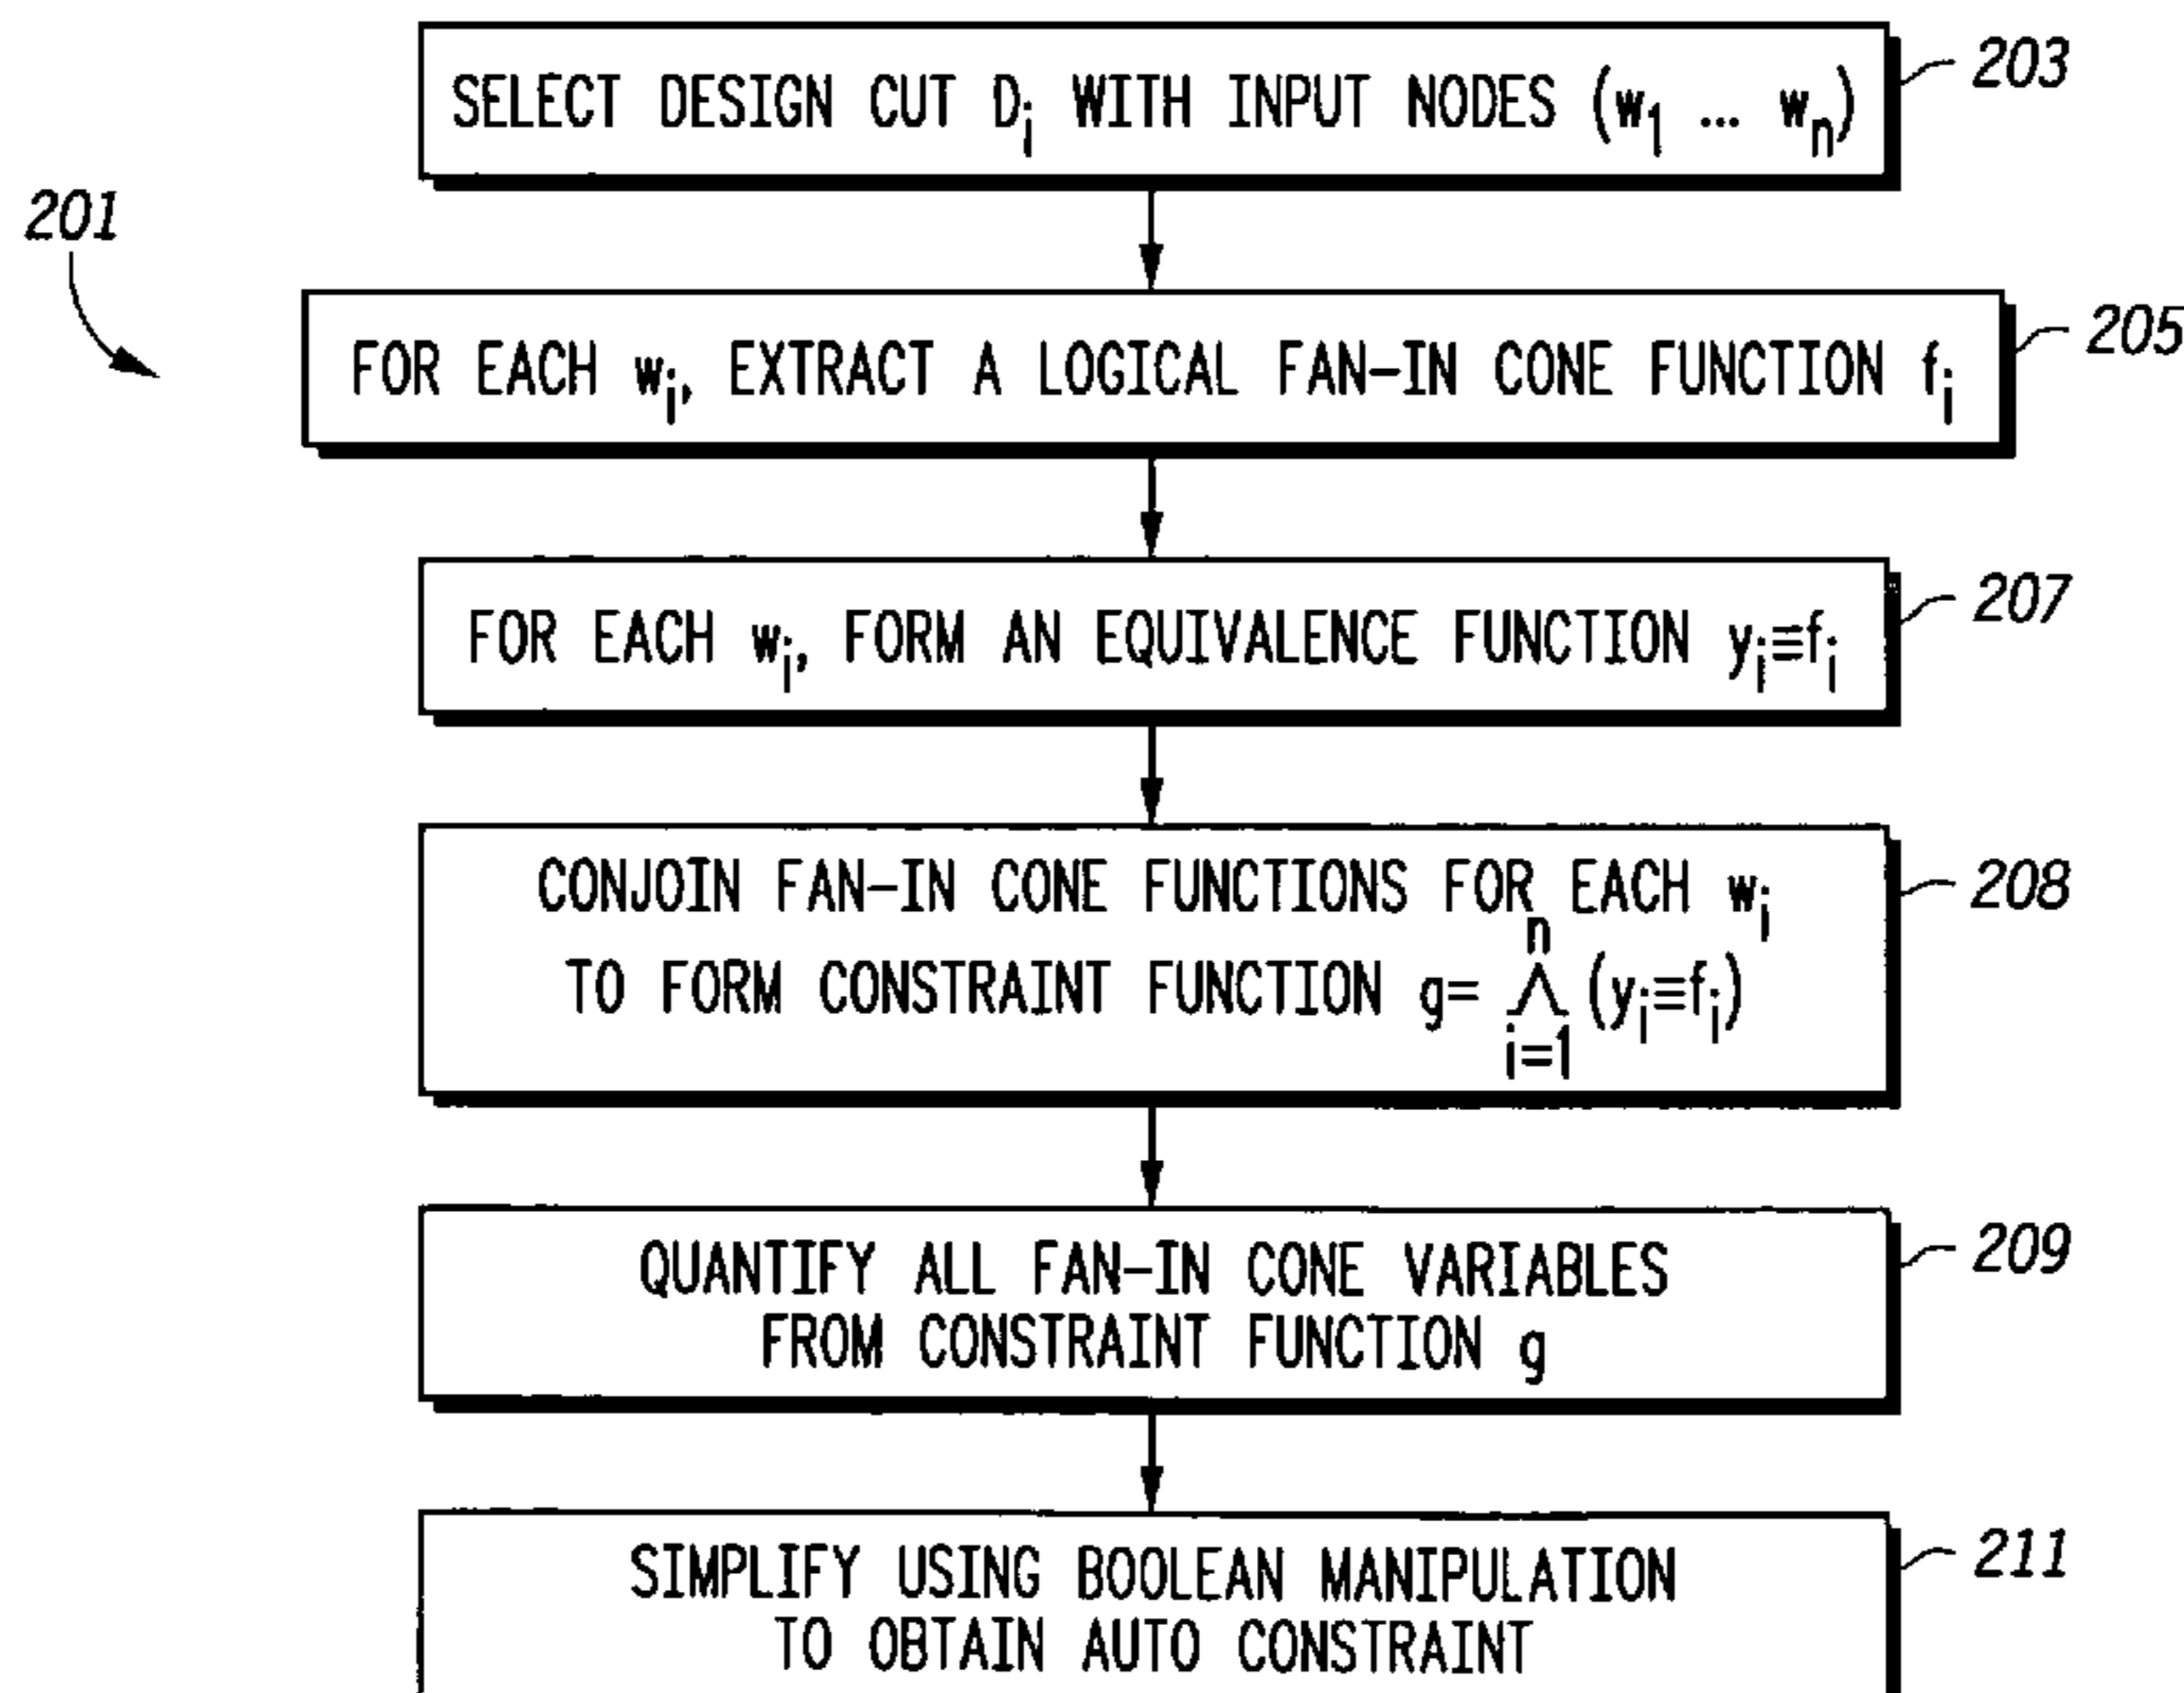 SELECT DESIGN CUT Di WITH INPUT NODES (w1 ... wn)
203
201
FOR EACH wi, EXTRACT A LOGICAL FAN-IN CONE FUNCTION fi
205
FOR EACH wi, FORM AN EQUIVALENCE FUNCTION yi≡fi
207
CONJOIN FAN-IN CONE FUNCTIONS FOR EACH wi
208
n
TO FORM CONSTRAINT FUNCTION g= ∧ (yi≡fi)
i=1
QUANTIFY ALL FAN-IN CONE VARIABLES
209
FROM CONSTRAINT FUNCTION g
SIMPLIFY USING BOOLEAN MANIPULATION
211
TO OBTAIN AUTO CONSTRAINT